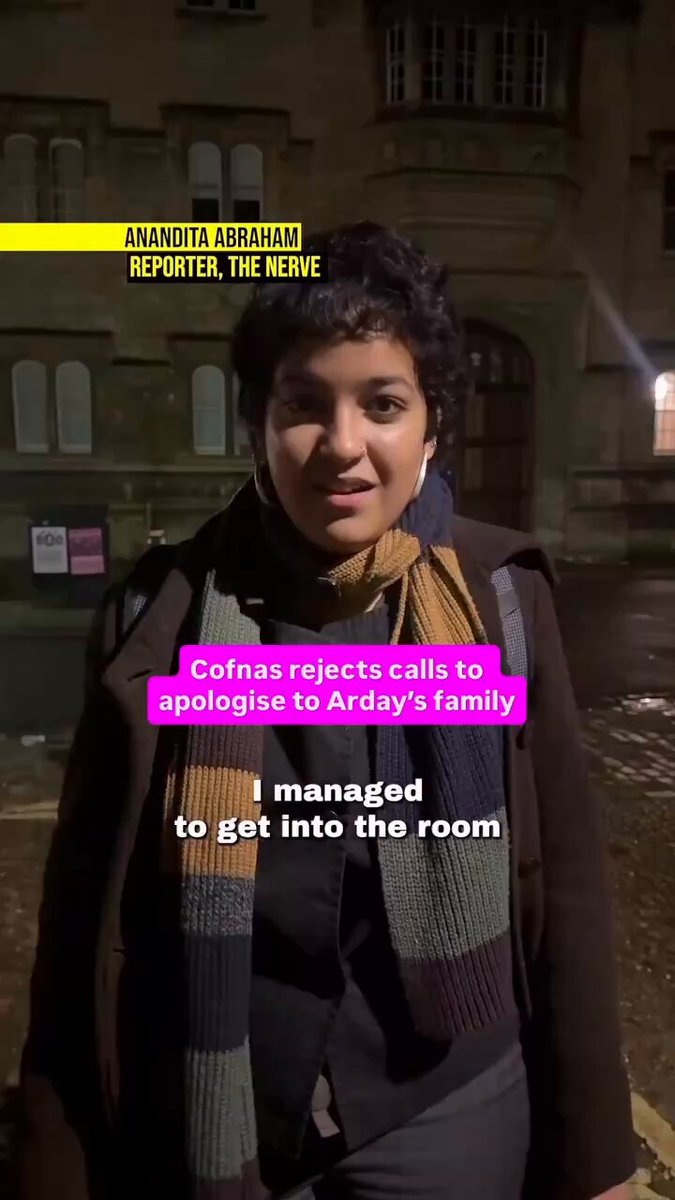 ANANDITA ABRAHAM
REPORTER, THE NERVE
Cofnas rejects calls to
apologise to Arday’s family
I managed
to get into the room